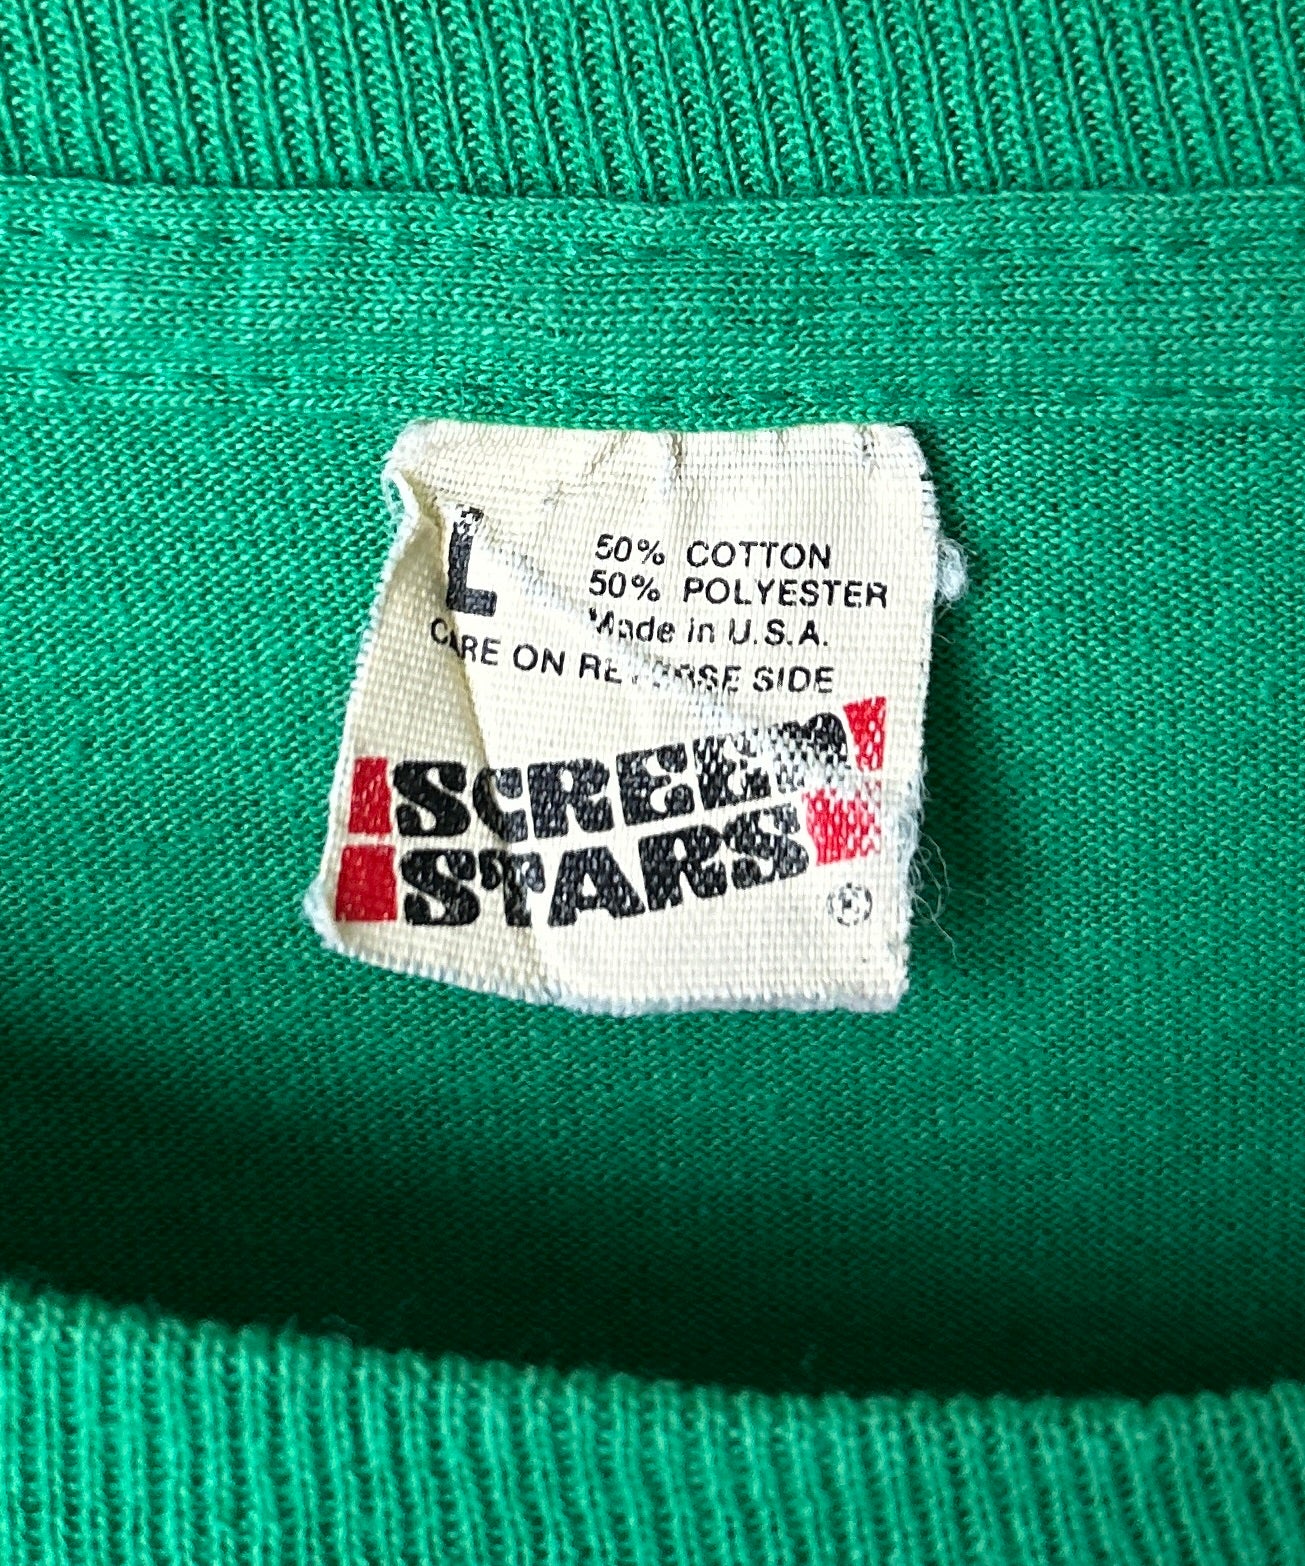 L
50% COTTON
50% POLYESTER
Made in U.S.A.
CARE ON REVERSE SIDE
SCREEN
STARS
®